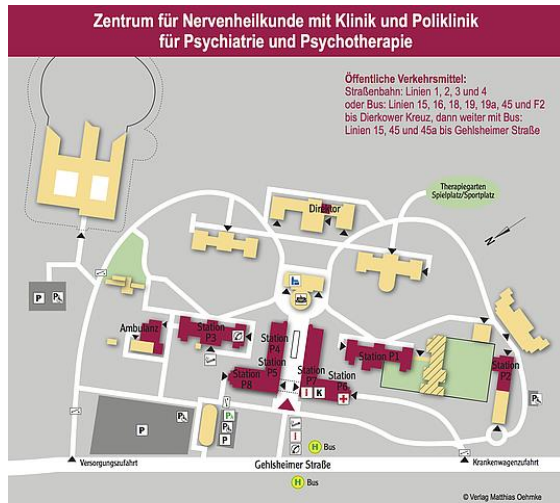 Zentrum für Nervenheilkunde mit Klinik und Poliklinik
für Psychiatrie und Psychotherapie
Öffentliche Verkehrsmittel:
Straßenbahn: Linien 1, 2, 3 und 4
oder Bus: Linien 15, 16, 18, 19, 19a, 45 und F2
bis Dierkower Kreuz, dann weiter mit Bus:
Linien 15, 45 und 45a bis Gehlsheimer Straße
Therapiegarten
Spielplatz/Sportplatz
Direktor
N
P
P
Ambulanz
Station
P3
Station
P4
Station
P5
Station
P8
Station
P7
Station
P6
I
K
Station P1
Station
P2
P
P
P
P
P
P
I
H Bus
Versorgungszufahrt
Gehlsheimer Straße
Krankenwagenzufahrt
H Bus
© Verlag Matthias Oehmke